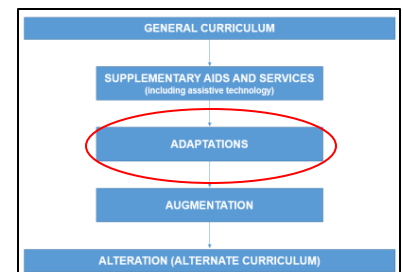 GENERAL CURRICULUM
SUPPLEMENTARY AIDS AND SERVICES
(including assistive technology)
ADAPTATIONS
AUGMENTATION
ALTERATION (ALTERNATE CURRICULUM)